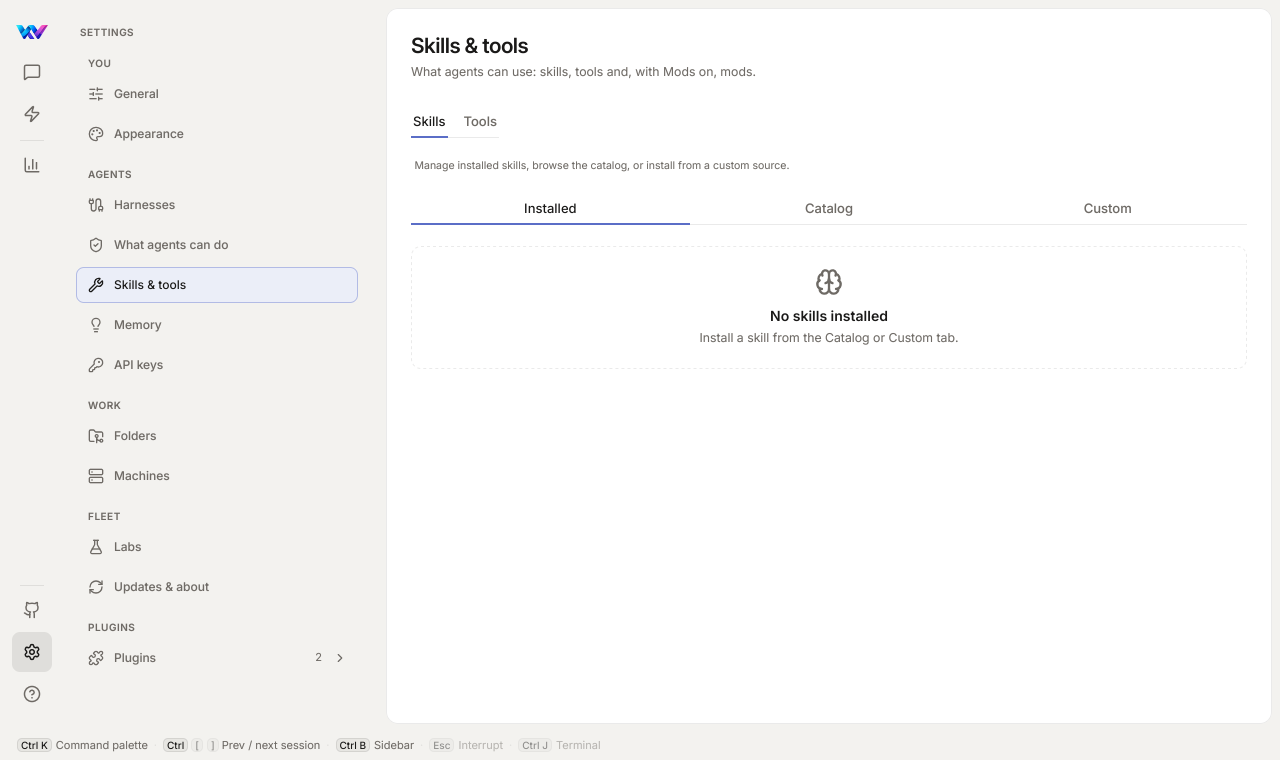 SETTINGS
YOU
General
Appearance
AGENTS
Harnesses
What agents can do
Skills & tools
Memory
API keys
WORK
Folders
Machines
FLEET
Labs
Updates & about
PLUGINS
Plugins 2
Skills & tools
What agents can use: skills, tools and, with Mods on, mods.
Skills Tools
Manage installed skills, browse the catalog, or install from a custom source.
Installed Catalog Custom
No skills installed
Install a skill from the Catalog or Custom tab.
Ctrl K Command palette · Ctrl [ ] Prev / next session · Ctrl B Sidebar · Esc Interrupt · Ctrl J Terminal